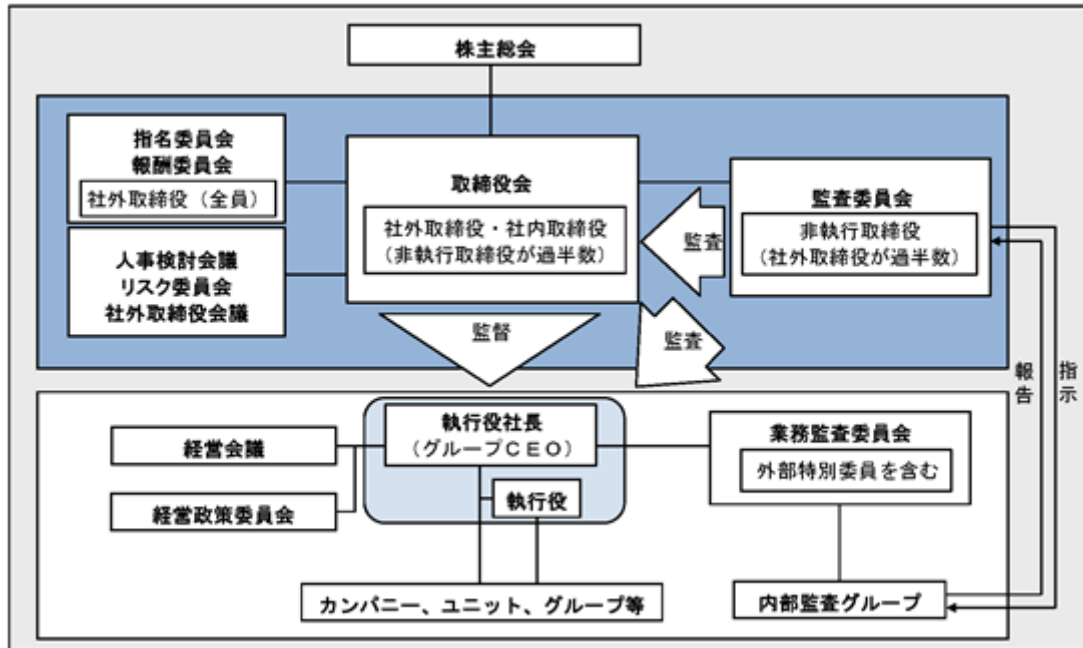 株主総会
指名委員会
報酬委員会
社外取締役（全員）
人事検討会議
リスク委員会
社外取締役会議
取締役会
社外取締役・社内取締役
（非執行取締役が過半数）
監査
監査委員会
非執行取締役
（社外取締役が過半数）
監督
監査
報告
指示
経営会議
経営政策委員会
執行役社長
（グループＣＥＯ）
執行役
業務監査委員会
外部特別委員を含む
カンパニー、ユニット、グループ等
内部監査グループ